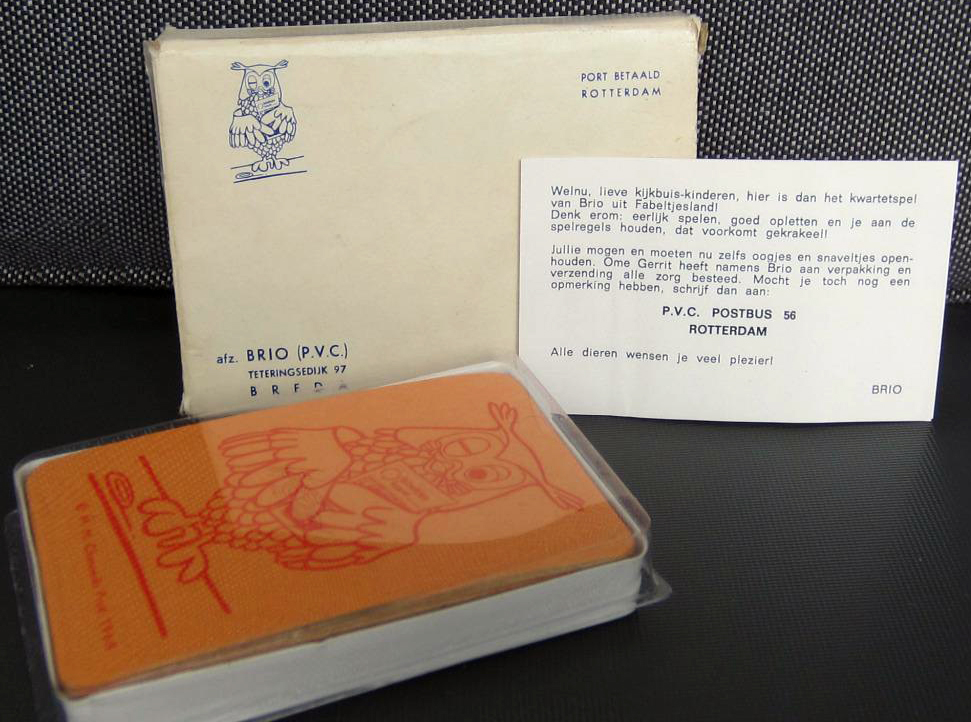 PORT BETAALD
ROTTERDAM
Welnu, lieve kijkbuis-kinderen, hier is dan het kwartetspel
van Brio uit Fabeltjesland!
Denk erom: eerlijk spelen, goed opletten en je aan de
spelregels houden, dat voorkomt gekrakeel!
Jullie mogen en moeten nu zelfs oogjes en snaveltjes open-
houden. Ome Gerrit heeft namens Brio aan verpakking en
verzending alle zorg besteed. Mocht je toch nog een
opmerking hebben, schrijf dan aan:
P.V.C. POSTBUS 56
ROTTERDAM
Alle dieren wensen je veel plezier!
BRIO
afz. BRIO (P.V.C.)
TETERINGSEDIJK 97
BREDA